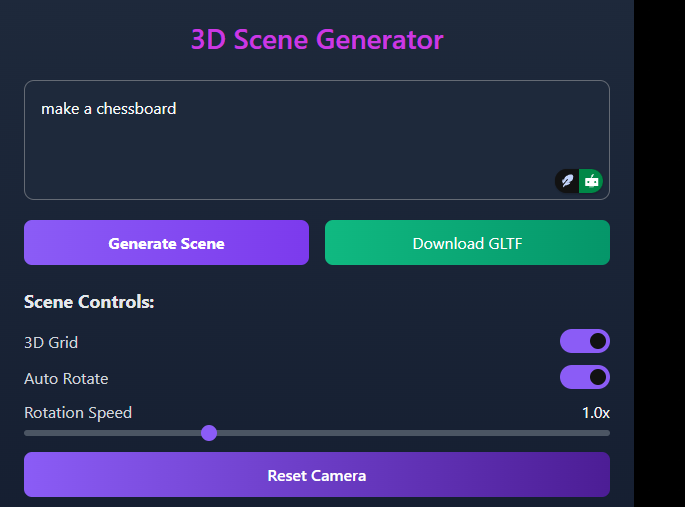 3D Scene Generator
make a chessboard
Generate Scene
Download GLTF
Scene Controls:
3D Grid
Auto Rotate
Rotation Speed
1.0x
Reset Camera